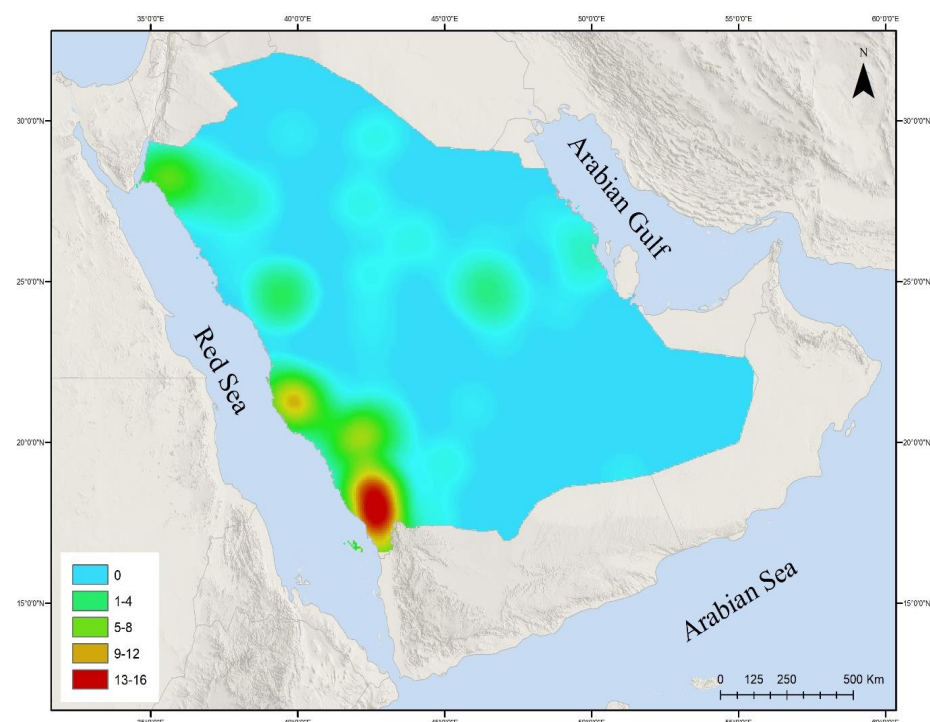 35°0'0"E 40°0'0"E 45°0'0"E 50°0'0"E 55°0'0"E 60°0'0"E
N
30°0'0"N 30°0'0"N
Arabian Gulf
25°0'0"N 25°0'0"N
Red Sea
20°0'0"N 20°0'0"N
15°0'0"N 15°0'0"N
Arabian Sea
0
1-4
5-8
9-12
13-16
0 125 250 500 Km